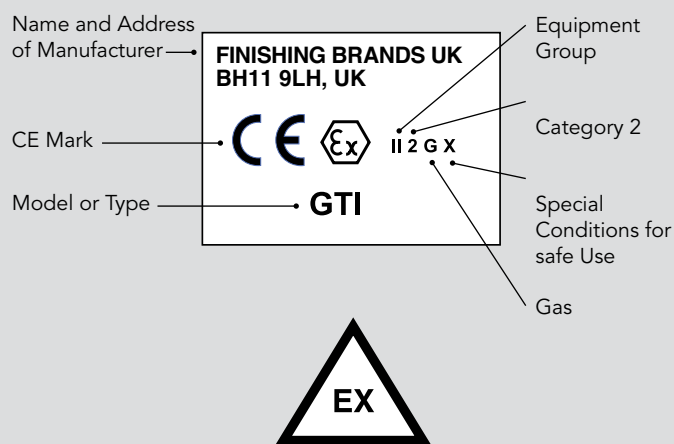 Name and Address
of Manufacturer
FINISHING BRANDS UK
BH11 9LH, UK
Equipment
Group
CE Mark
CE Ex II 2 G X
Category 2
Model or Type
GTI
Special
Conditions for
safe Use
Gas
EX